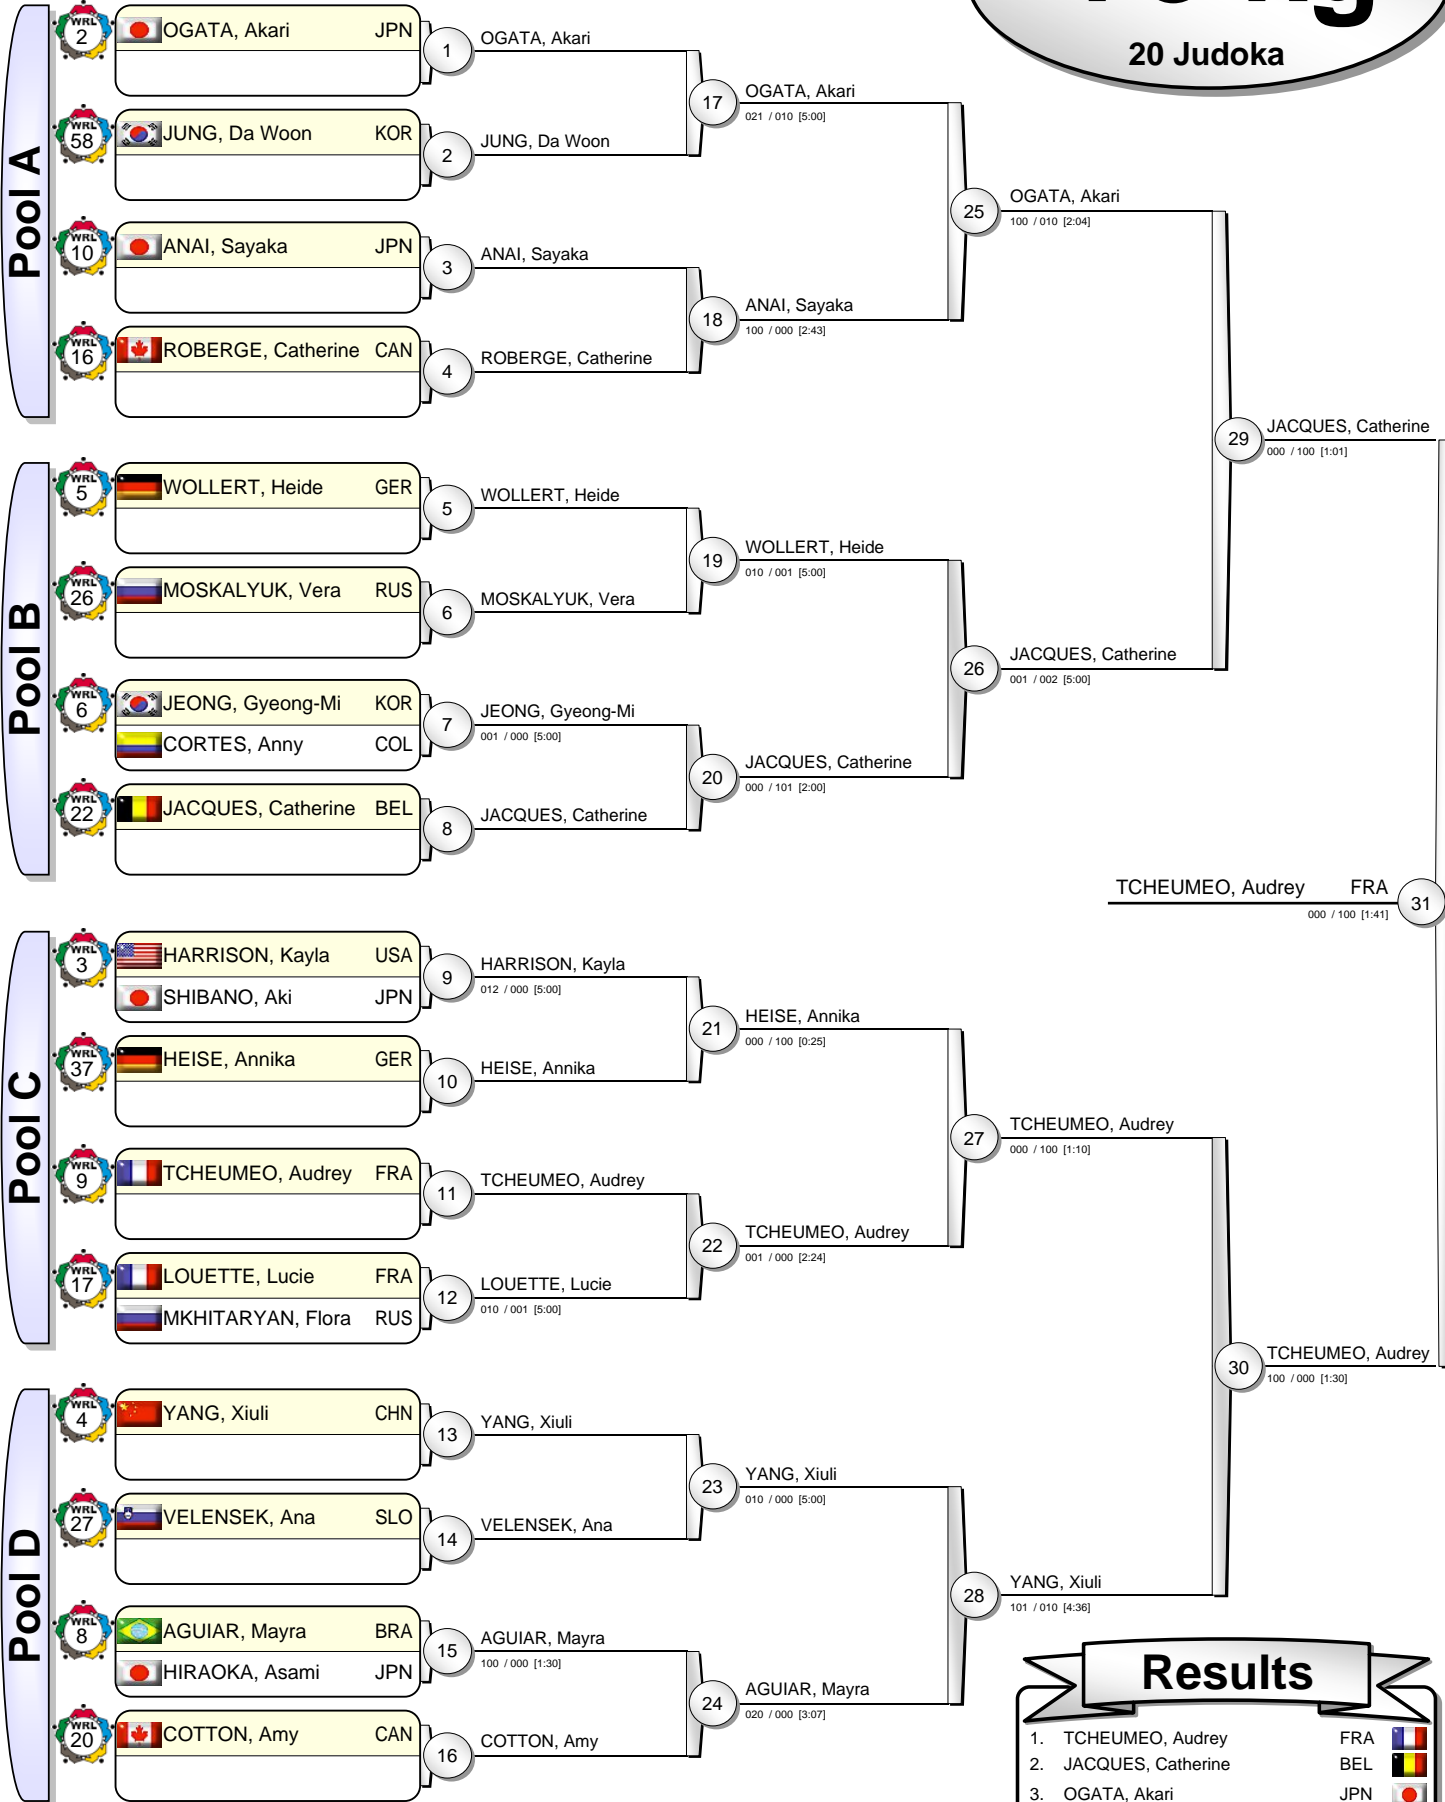 20 Judoka
Pool A
WRL 2 OGATA, Akari JPN
WRL 58 JUNG, Da Woon KOR
WRL 10 ANAI, Sayaka JPN
WRL 16 ROBERGE, Catherine CAN
1 OGATA, Akari
2 JUNG, Da Woon
3 ANAI, Sayaka
4 ROBERGE, Catherine
17 OGATA, Akari
021 / 010 [5:00]
18 ANAI, Sayaka
100 / 000 [2:43]
25 OGATA, Akari
100 / 010 [2:04]
Pool B
WRL 5 WOLLERT, Heide GER
WRL 26 MOSKALYUK, Vera RUS
WRL 6 JEONG, Gyeong-Mi KOR
CORTES, Anny COL
WRL 22 JACQUES, Catherine BEL
5 WOLLERT, Heide
6 MOSKALYUK, Vera
7 JEONG, Gyeong-Mi
001 / 000 [5:00]
8 JACQUES, Catherine
19 WOLLERT, Heide
010 / 001 [5:00]
20 JACQUES, Catherine
000 / 101 [2:00]
26 JACQUES, Catherine
001 / 002 [5:00]
29 JACQUES, Catherine
000 / 100 [1:01]
TCHEUMEO, Audrey FRA 31
000 / 100 [1:41]
Pool C
WRL 3 HARRISON, Kayla USA
SHIBANO, Aki JPN
WRL 37 HEISE, Annika GER
WRL 9 TCHEUMEO, Audrey FRA
WRL 17 LOUETTE, Lucie FRA
MKHITARYAN, Flora RUS
9 HARRISON, Kayla
012 / 000 [5:00]
10 HEISE, Annika
11 TCHEUMEO, Audrey
12 LOUETTE, Lucie
010 / 001 [5:00]
21 HEISE, Annika
000 / 100 [0:25]
22 TCHEUMEO, Audrey
001 / 000 [2:24]
27 TCHEUMEO, Audrey
000 / 100 [1:10]
Pool D
WRL 4 YANG, Xiuli CHN
WRL 27 VELENSEK, Ana SLO
WRL 8 AGUIAR, Mayra BRA
HIRAOKA, Asami JPN
WRL 20 COTTON, Amy CAN
13 YANG, Xiuli
14 VELENSEK, Ana
15 AGUIAR, Mayra
100 / 000 [1:30]
16 COTTON, Amy
23 YANG, Xiuli
010 / 000 [5:00]
24 AGUIAR, Mayra
020 / 000 [3:07]
28 YANG, Xiuli
101 / 010 [4:36]
30 TCHEUMEO, Audrey
100 / 000 [1:30]
Results
1. TCHEUMEO, Audrey FRA
2. JACQUES, Catherine BEL
3. OGATA, Akari JPN